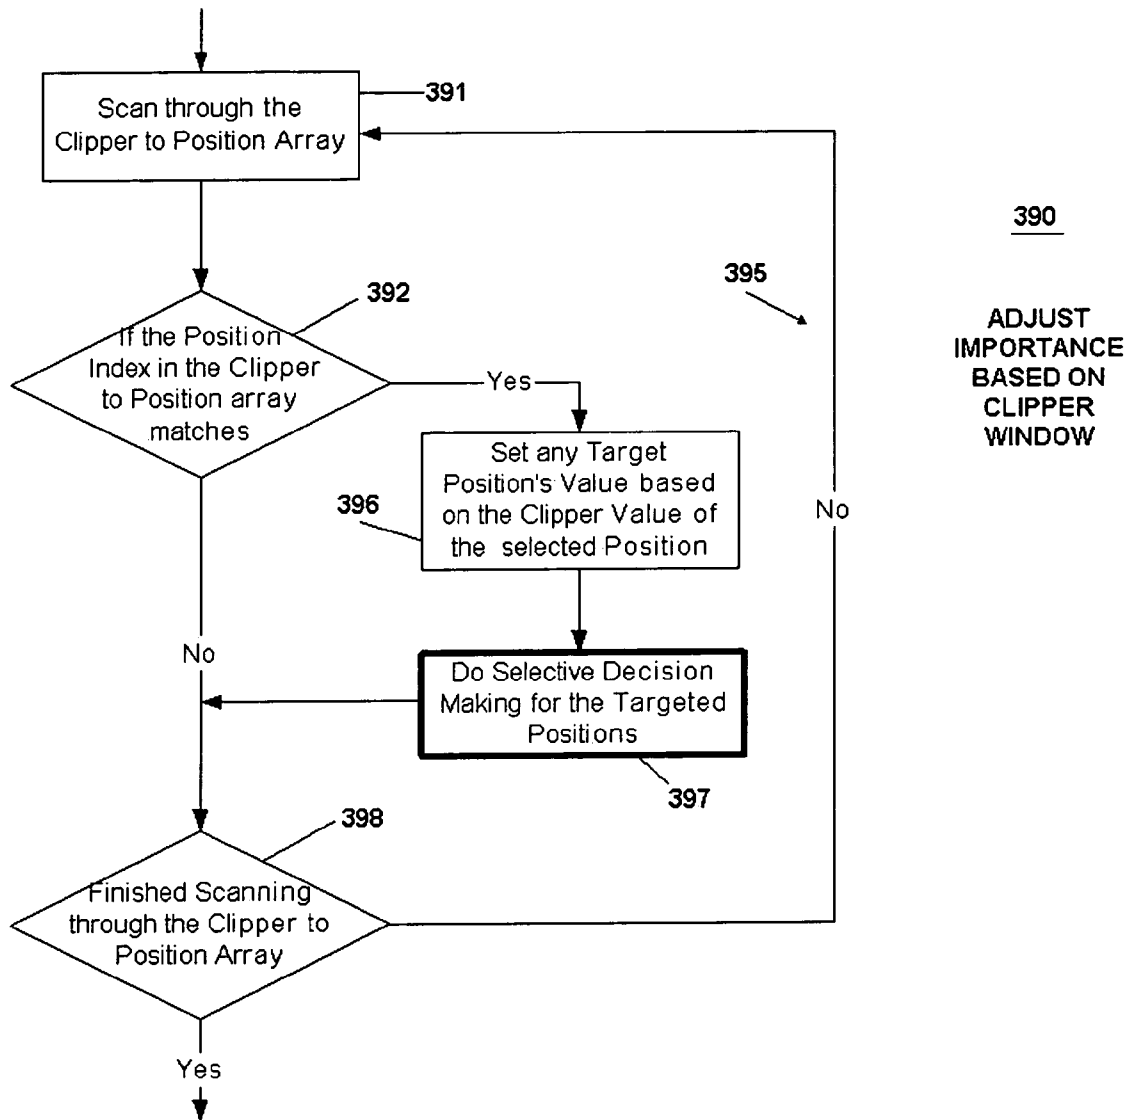 391
Scan through the
Clipper to Position Array
390
395
392
ADJUST
IMPORTANCE
BASED ON
CLIPPER
WINDOW
If the Position
Index in the Clipper
to Position array
matches
Yes
Set any Target
Position's Value based
on the Clipper Value of
the selected Position
396
No
No
Do Selective Decision
Making for the Targeted
Positions
397
398
Finished Scanning
through the Clipper to
Position Array
Yes